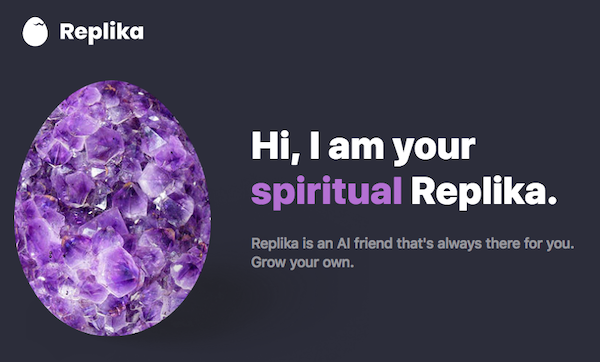 Replika
Hi, I am your
spiritual Replika.
Replika is an AI friend that's always there for you.
Grow your own.